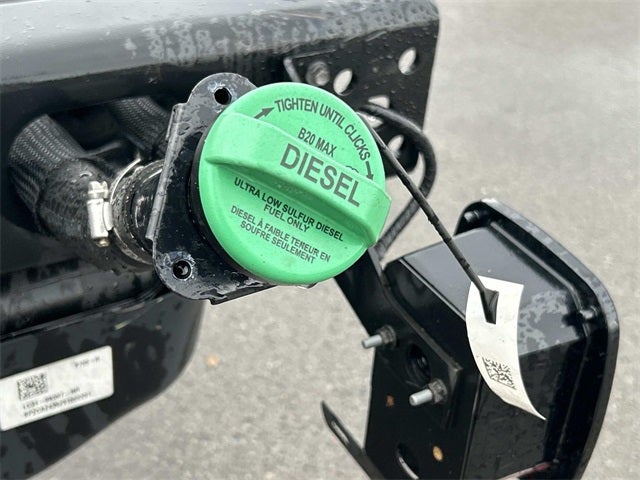 TIGHTEN UNTIL CLICKS
B20 MAX
DIESEL
ULTRA LOW SULFUR DIESEL
FUEL ONLY
DIESEL À FAIBLE TENEUR EN
SOUFRE SEULEMENT